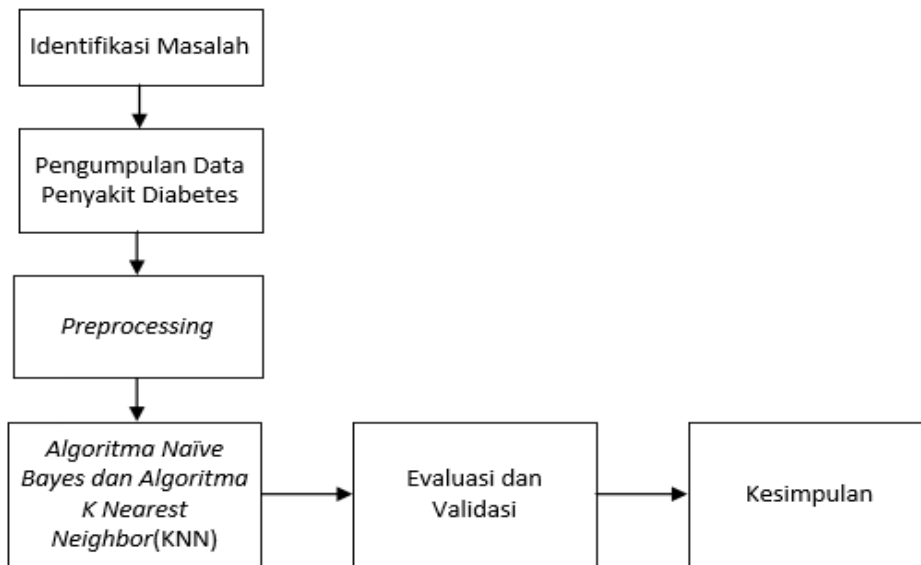 Identifikasi Masalah
Pengumpulan Data
Penyakit Diabetes
Preprocessing
Algoritma Naïve
Bayes dan Algoritma
K Nearest
Neighbor(KNN)
Evaluasi dan
Validasi
Kesimpulan